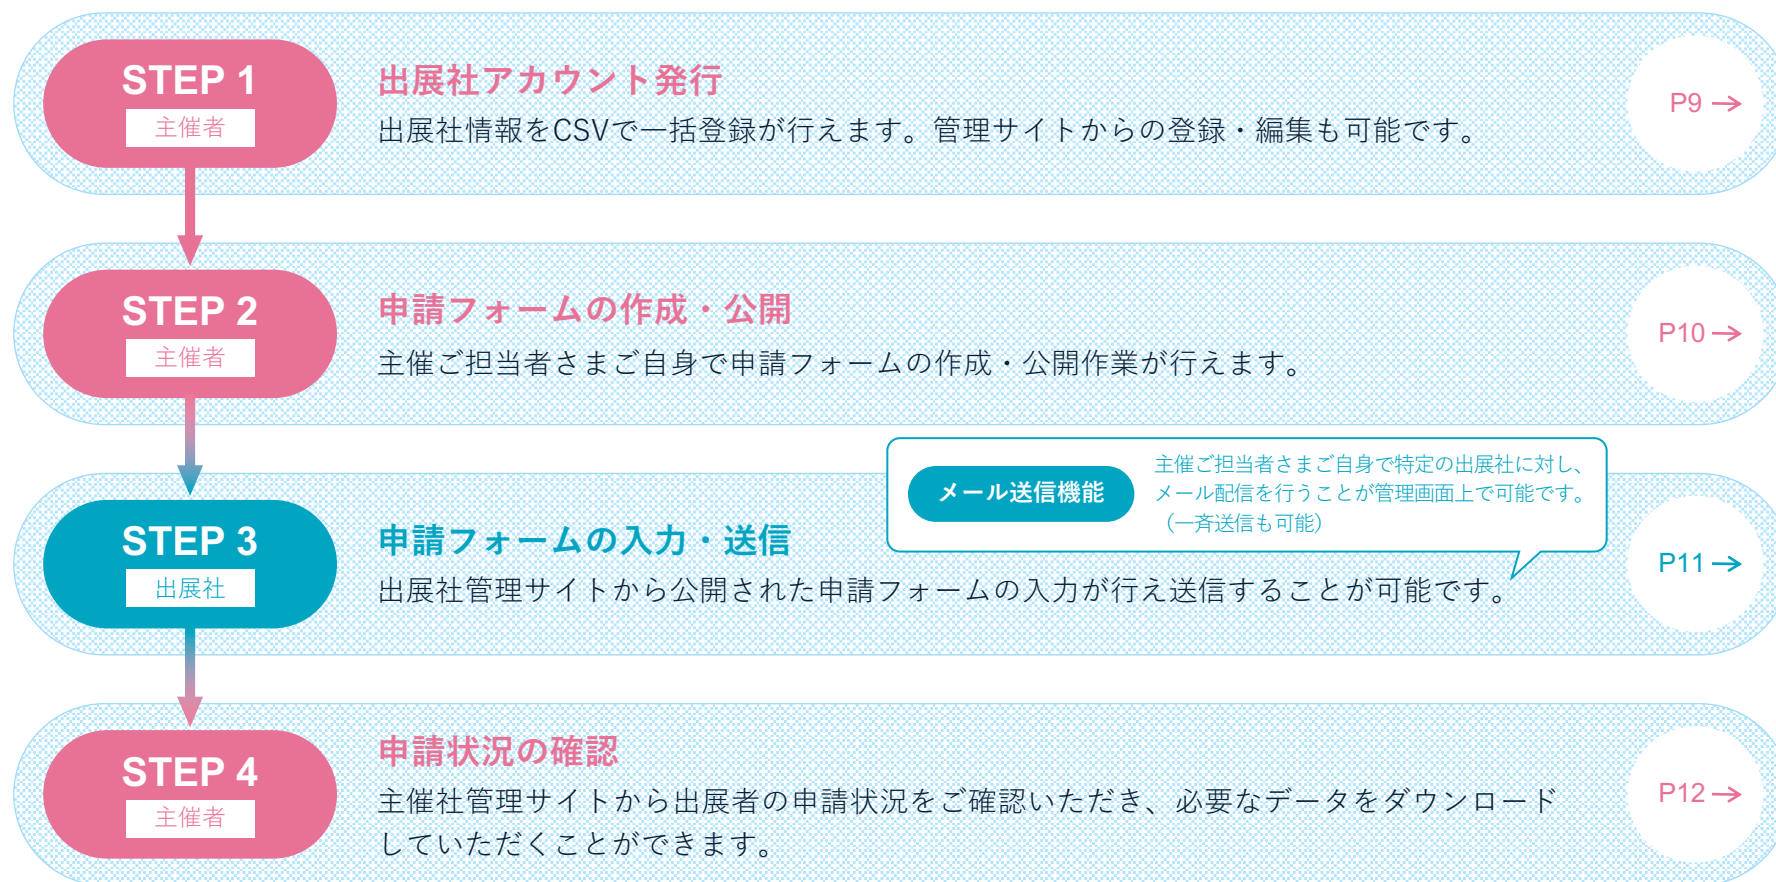 STEP 1
主催者
出展社アカウント発行
出展社情報をCSVで一括登録が行えます。管理サイトからの登録・編集も可能です。
P9→
STEP 2
主催者
申請フォームの作成・公開
主催ご担当者さまご自身で申請フォームの作成・公開作業が行えます。
P10→
メール送信機能
主催ご担当者さまご自身で特定の出展社に対し、
メール配信を行うことが管理画面上で可能です。
（一斉送信も可能）
STEP 3
出展社
申請フォームの入力・送信
出展社管理サイトから公開された申請フォームの入力が行え送信することが可能です。
P11→
STEP 4
主催者
申請状況の確認
主催社管理サイトから出展者の申請状況をご確認いただき、必要なデータをダウンロード
していただくことができます。
P12→